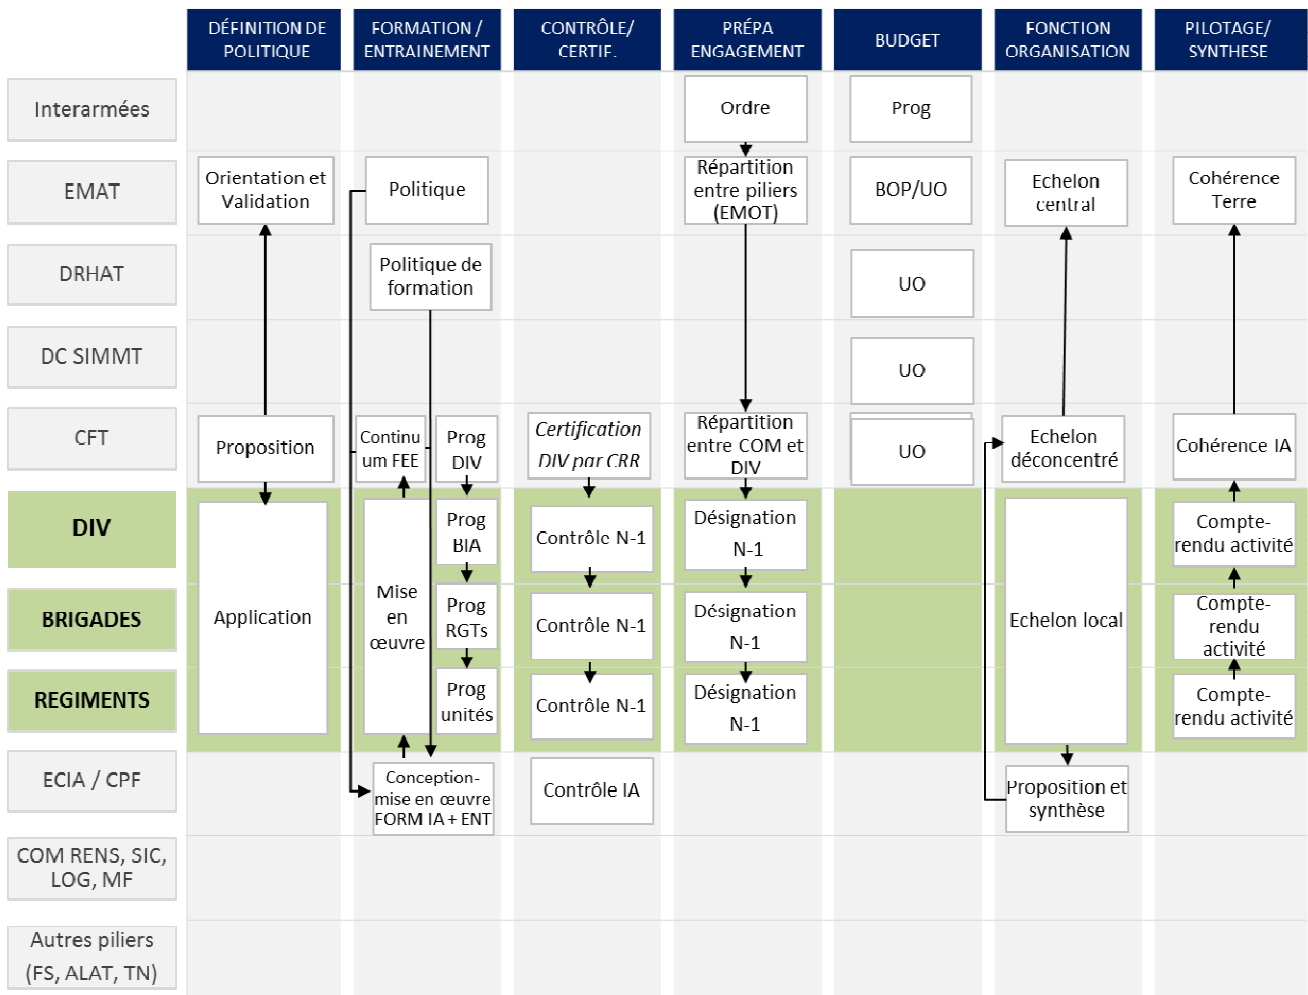 DÉFINITION DE
POLITIQUE
FORMATION /
ENTRAINEMENT
CONTRÔLE/
CERTIF.
PRÉPA
ENGAGEMENT
BUDGET
FONCTION
ORGANISATION
PILOTAGE/
SYNTHESE
Interarmées
Ordre
Prog
EMAT
Orientation et
Validation
Politique
Répartition
entre piliers
(EMOT)
BOP/UO
Echelon
central
Cohérence
Terre
DRHAT
Politique de
formation
UO
DC SIMMT
UO
CFT
Proposition
Continu
um FEE
Prog
DIV
Certification
DIV par CRR
Répartition
entre COM et
DIV
UO
Echelon
déconcentré
Cohérence IA
DIV
Application
Mise
en
œuvre
Prog
BIA
Contrôle N-1
Désignation
N-1
Echelon local
Compte-
rendu activité
BRIGADES
Prog
RGTs
Contrôle N-1
Désignation
N-1
Compte-
rendu
activité
REGIMENTS
Prog
unités
Contrôle N-1
Désignation
N-1
Compte-
rendu activité
ECIA / CPF
Conception-
mise en œuvre
FORM IA + ENT
Contrôle IA
Proposition et
synthèse
COM RENS, SIC,
LOG, MF
Autres piliers
(FS, ALAT, TN)